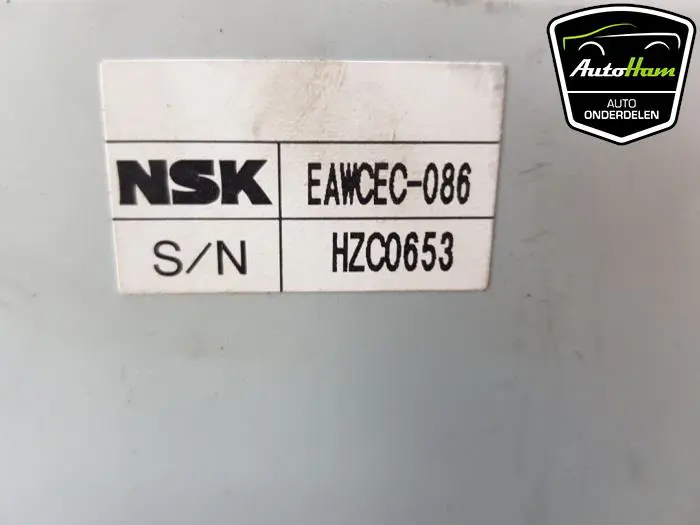 AutoHam
AUTO
ONDERDELEN
NSK EAWCEC-086
S/N HZC0653